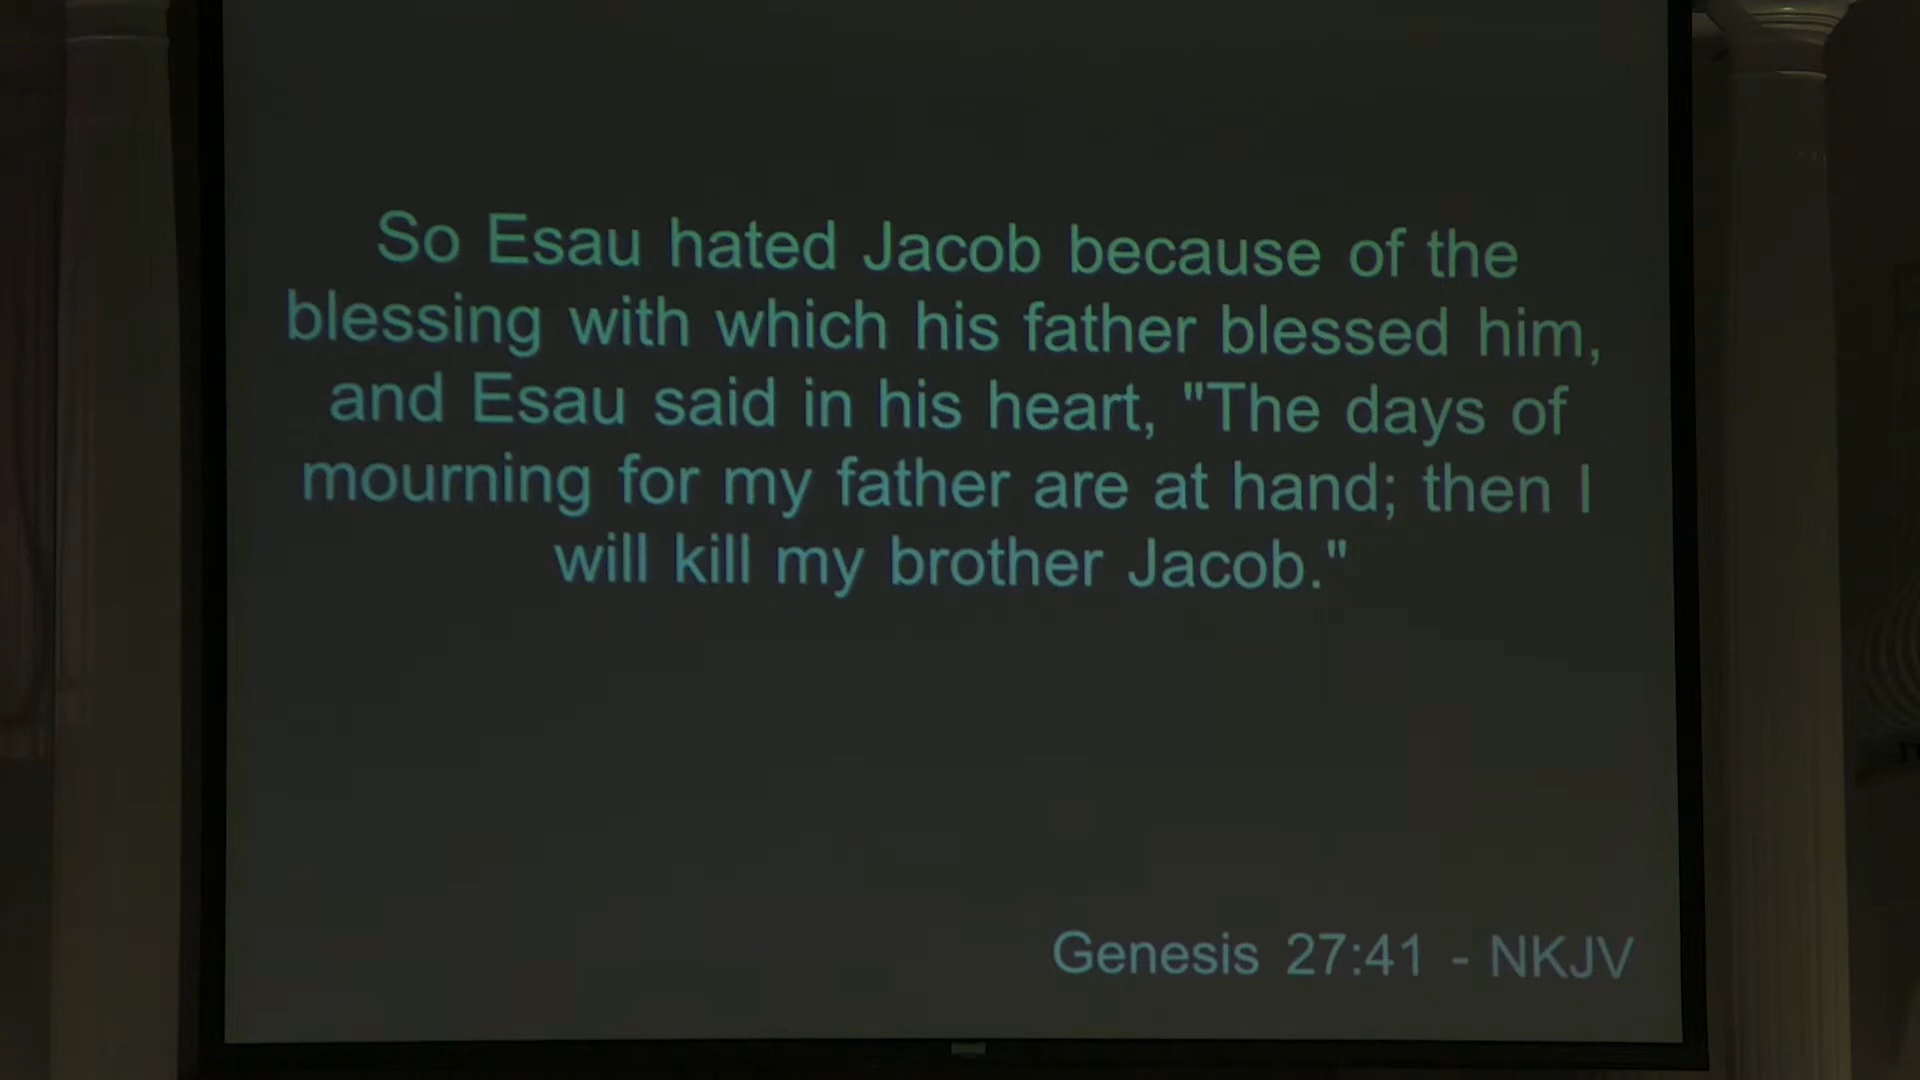 So Esau hated Jacob because of the
blessing with which his father blessed him,
and Esau said in his heart, "The days of
mourning for my father are at hand; then I
will kill my brother Jacob."
Genesis 27:41 - NKJV